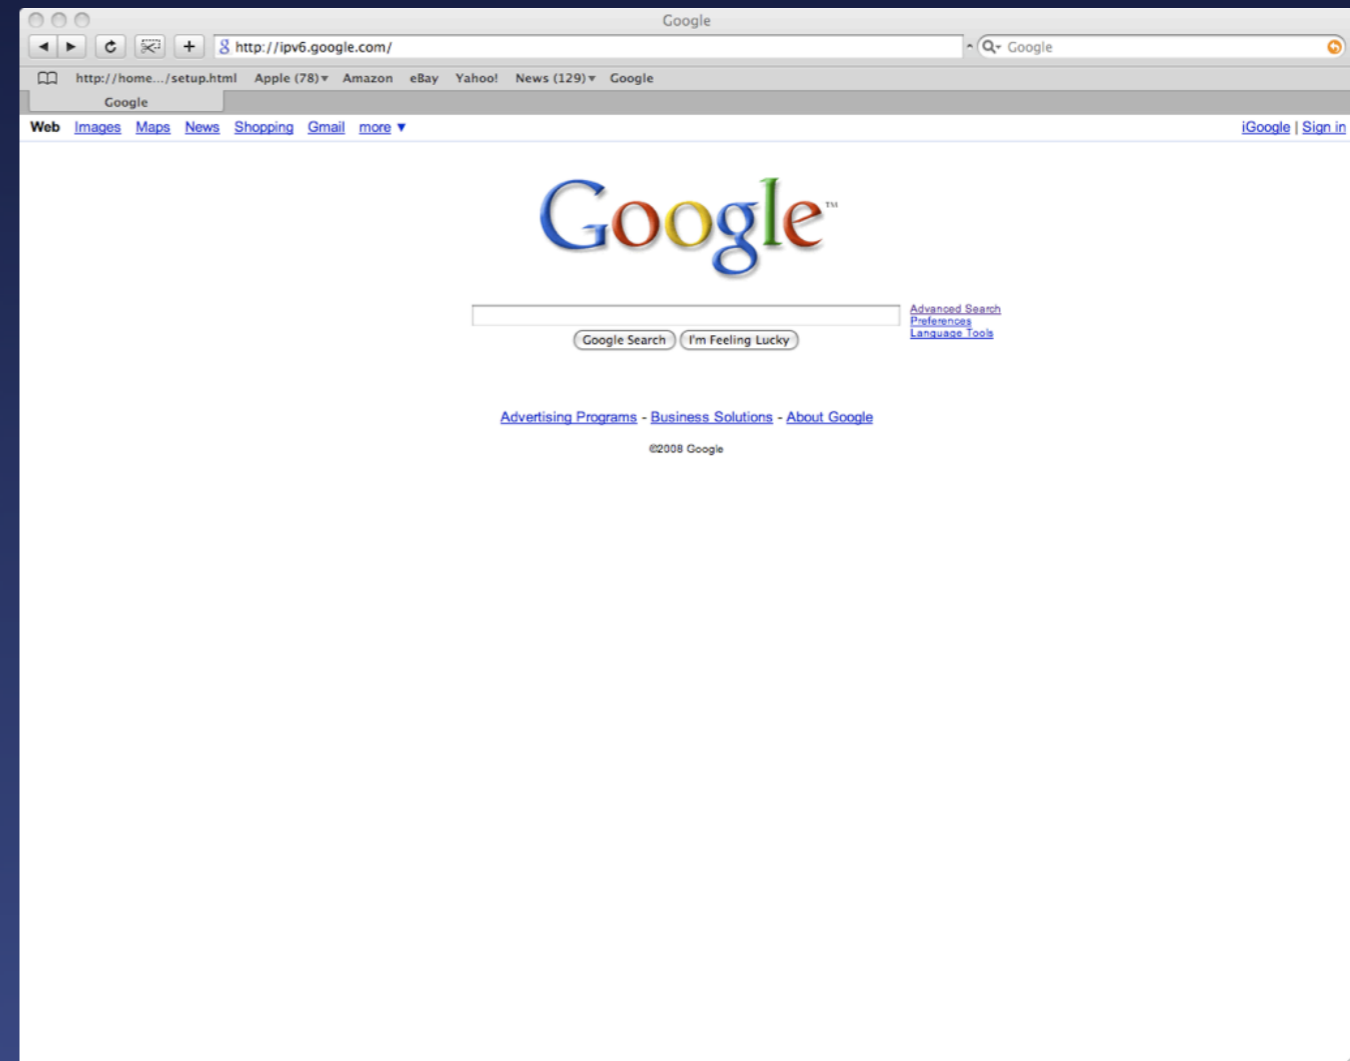 Google
http://ipv6.google.com/ Google
http://home.../setup.html Apple (78)▾ Amazon eBay Yahoo! News (129)▾ Google
Google
Web Images Maps News Shopping Gmail more ▼ iGoogle | Sign in
Google™
Advanced Search
Preferences
Language Tools
Google Search I'm Feeling Lucky
Advertising Programs - Business Solutions - About Google
©2008 Google